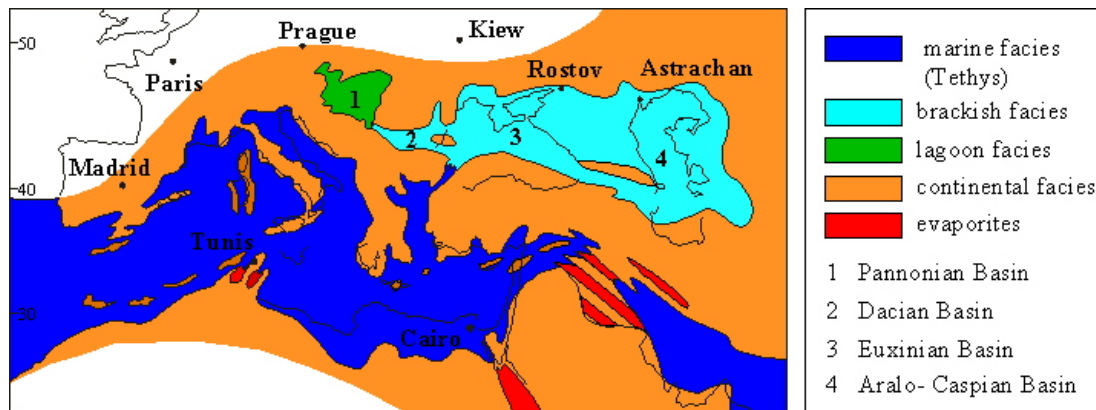 50
Prague
Kiew
Paris
Rostov
Astrachan
1
2
3
4
Madrid
40
Tunis
30
Cairo
marine facies
(Tethys)
brackish facies
lagoon facies
continental facies
evaporites
1 Pannonian Basin
2 Dacian Basin
3 Euxinian Basin
4 Aralo- Caspian Basin